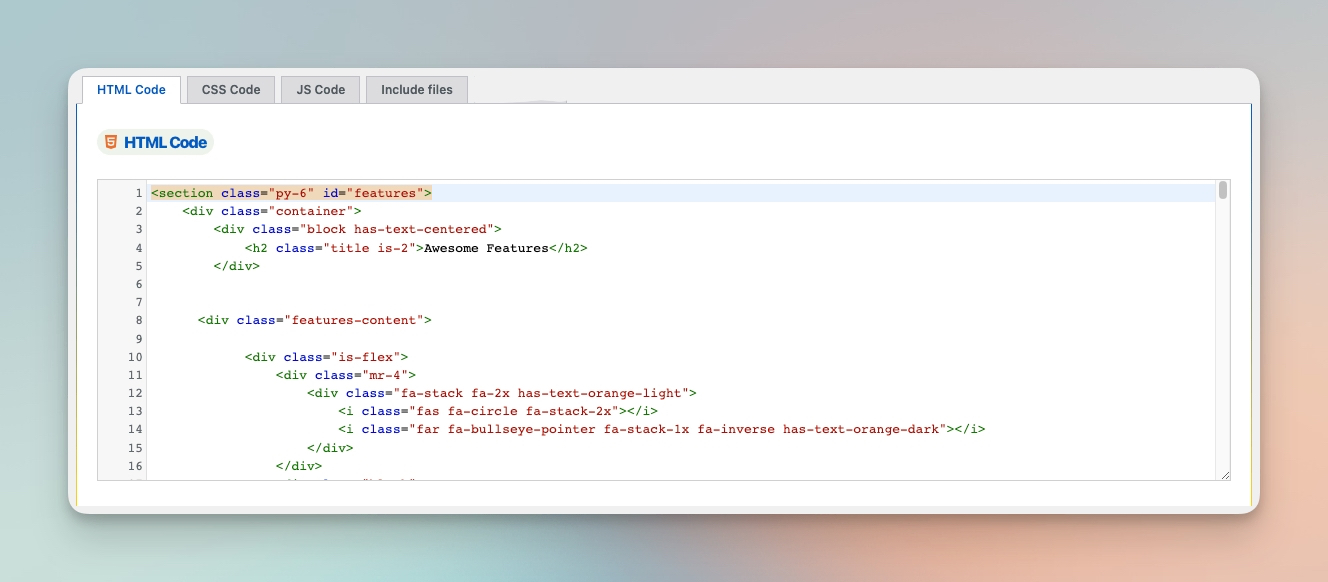 HTML Code CSS Code JS Code Include files
HTML Code
1 <section class="py-6" id="features">
2     <div class="container">
3         <div class="block has-text-centered">
4             <h2 class="title is-2">Awesome Features</h2>
5         </div>
6
7
8       <div class="features-content">
9
10             <div class="is-flex">
11                 <div class="mr-4">
12                     <div class="fa-stack fa-2x has-text-orange-light">
13                         <i class="fas fa-circle fa-stack-2x"></i>
14                         <i class="far fa-bullseye-pointer fa-stack-1x fa-inverse has-text-orange-dark"></i>
15                     </div>
16                 </div>